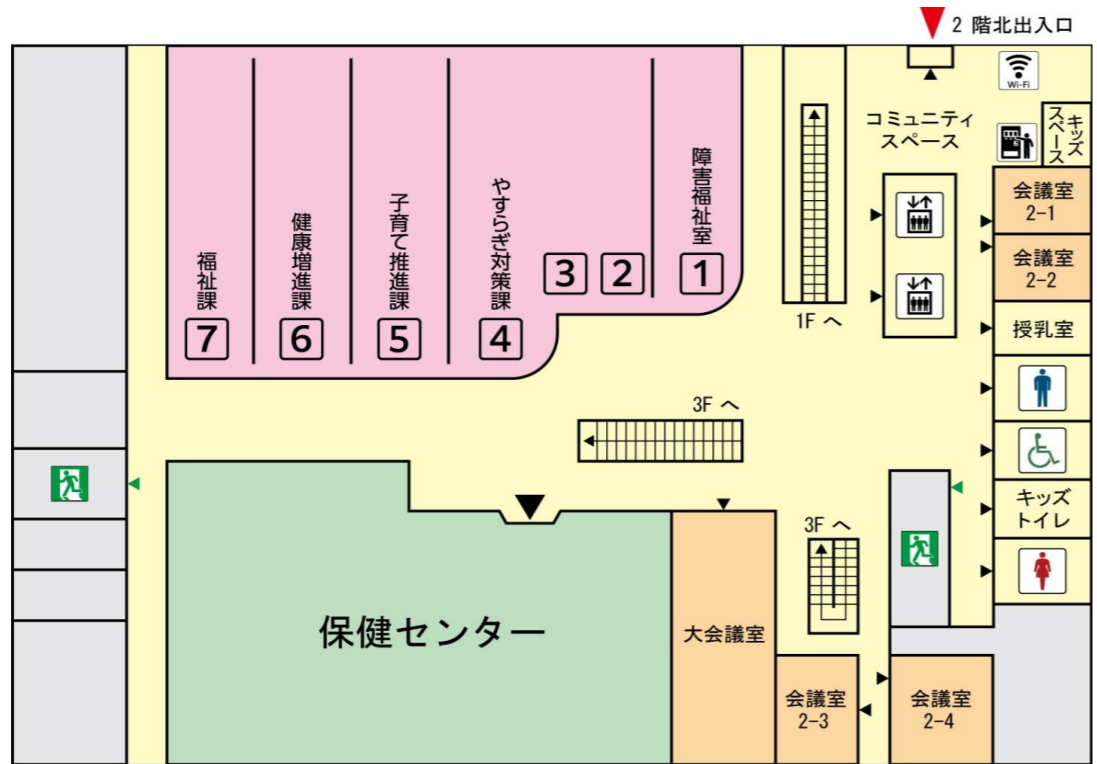 2 階北出入口
Wi-Fi
コミュニティ
スペース
キッズ
スペース
会議室
2-1
会議室
2-2
授乳室
キッズ
トイレ
障害福祉室
1
2
3
やすらぎ対策課
4
子育て推進課
5
健康増進課
6
福祉課
7
1F へ
3F へ
3F へ
保健センター
大会議室
会議室
2-3
会議室
2-4